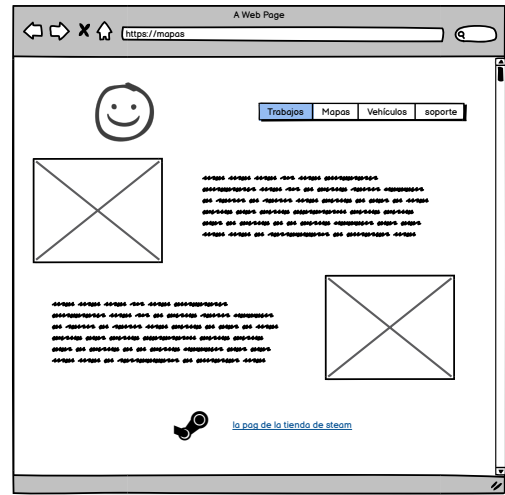 A Web Page
https://mapas
Trabajos Mapas Vehículos soporte
la pag de la tienda de steam